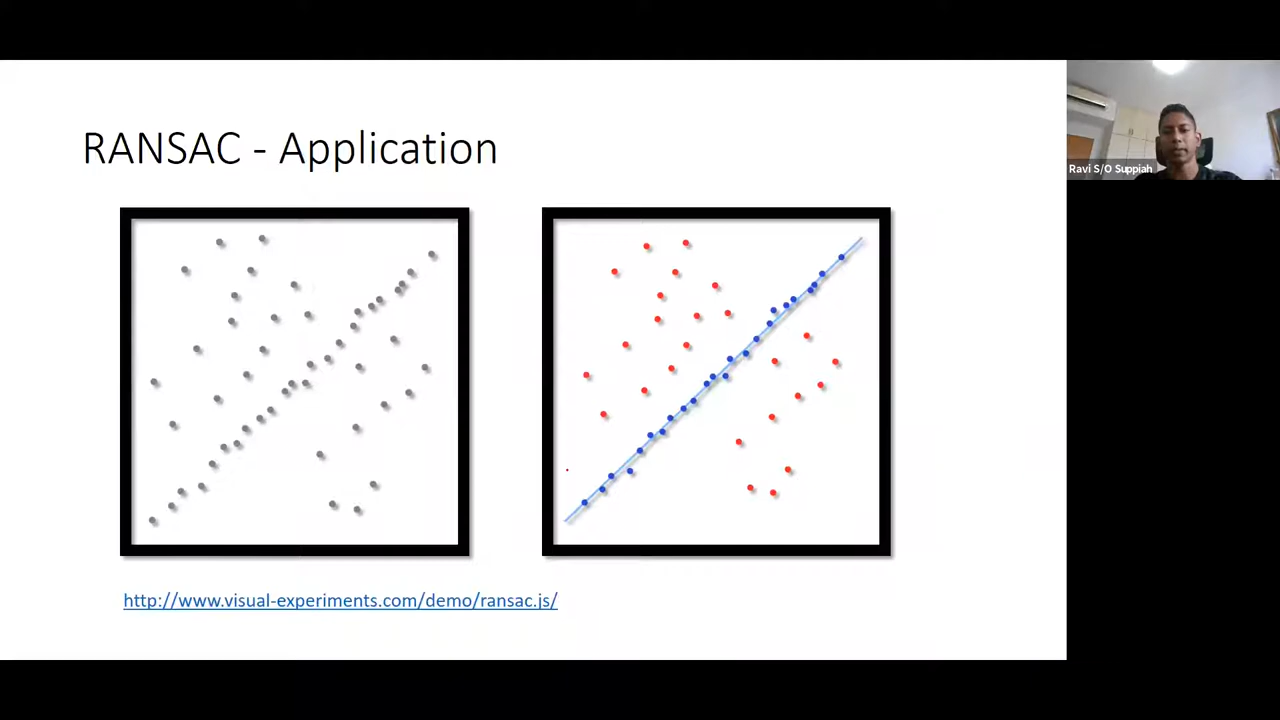 RANSAC - Application
Ravi S/O Suppiah
http://www.visual-experiments.com/demo/ransac.js/